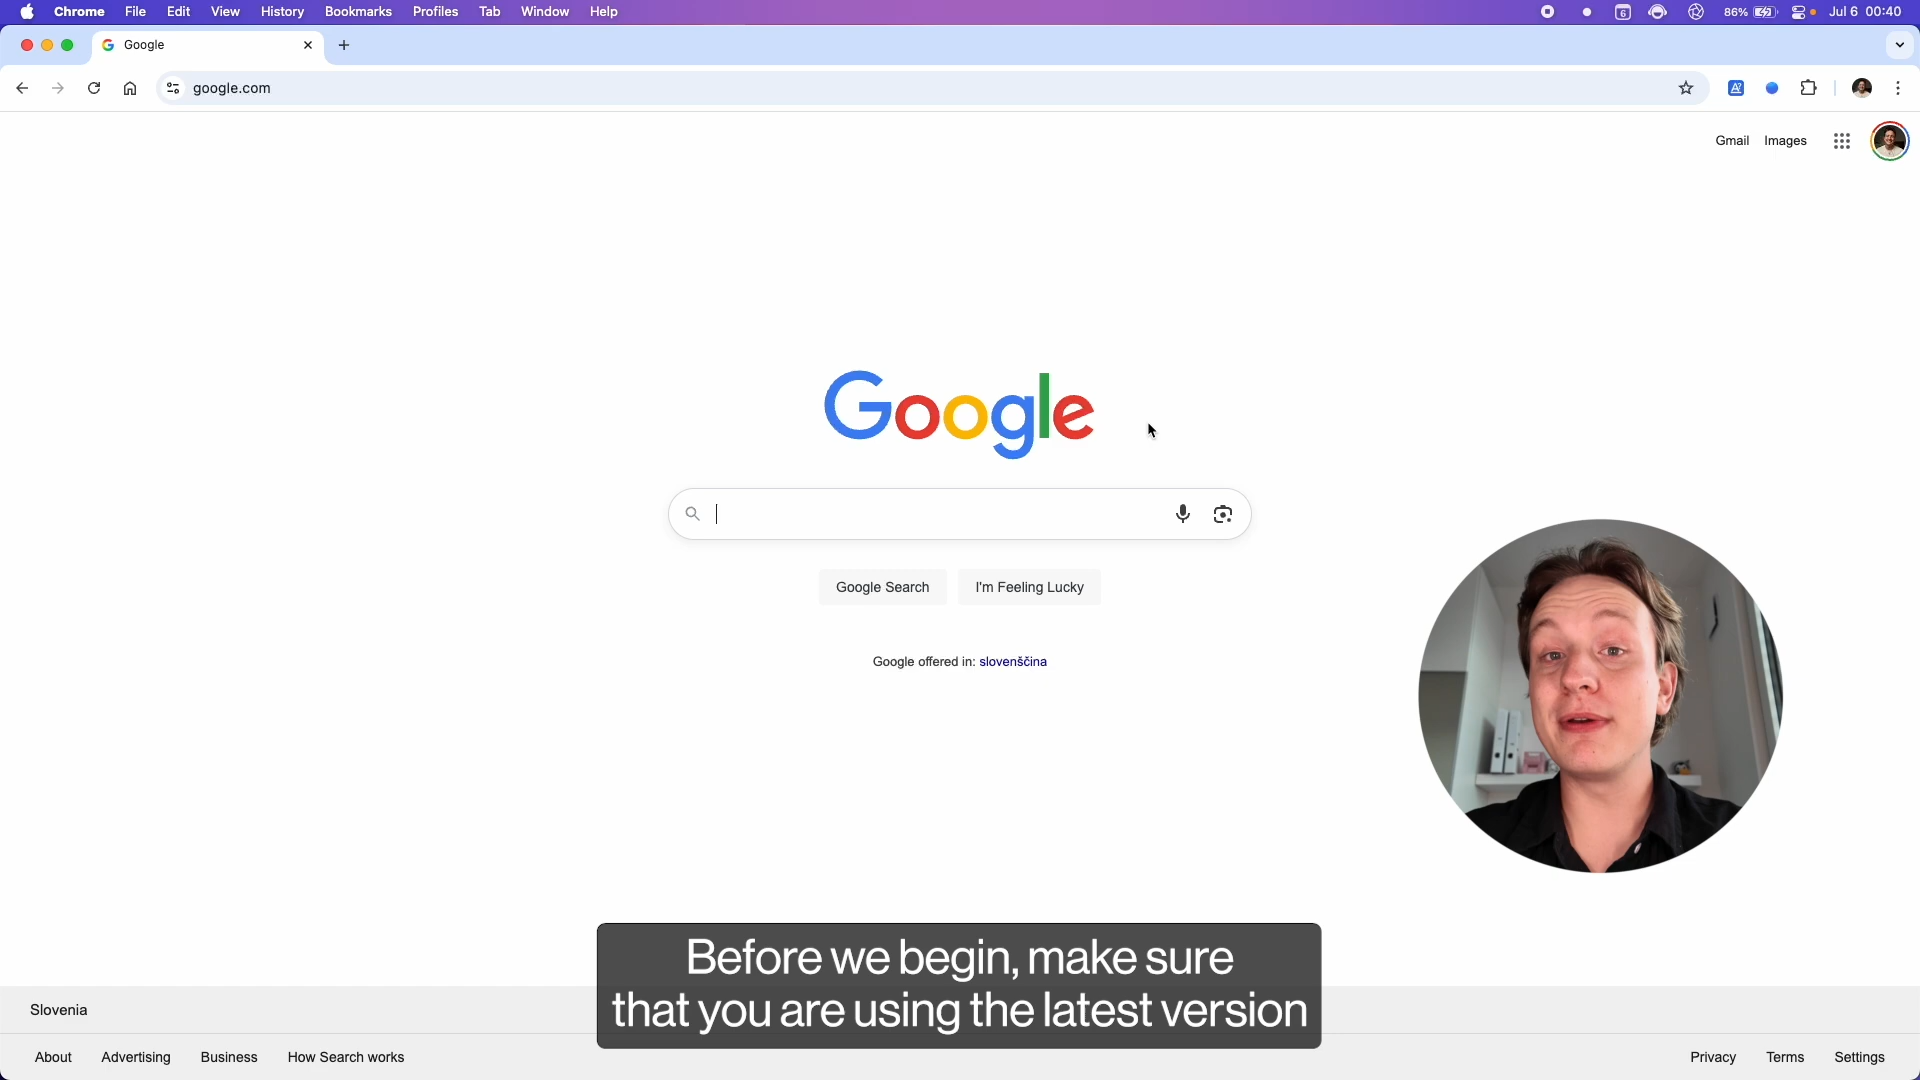 Chrome File Edit View History Bookmarks Profiles Tab Window Help 6 86% Jul 6 00:40
Google
google.com
Gmail Images
Google
Google Search I'm Feeling Lucky
Google offered in: slovenščina
Before we begin, make sure
that you are using the latest version
Slovenia
About Advertising Business How Search works Privacy Terms Settings